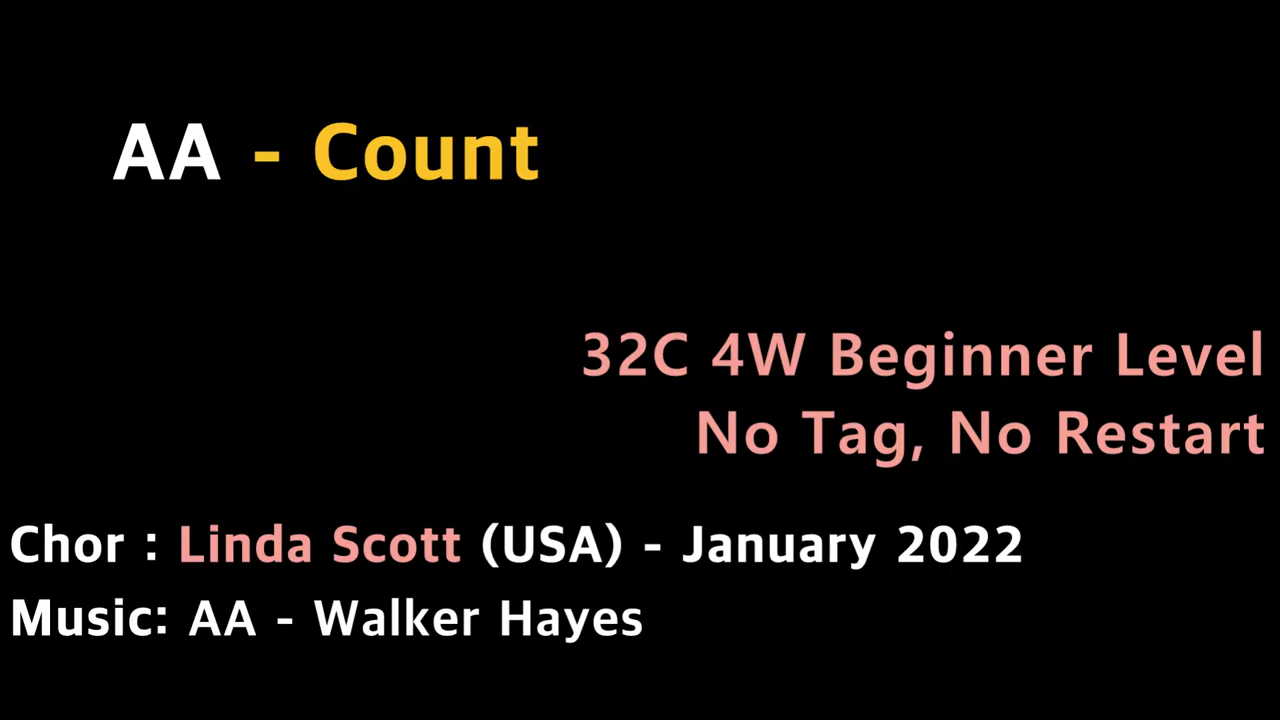 AA - Count
32C 4W Beginner Level
No Tag, No Restart
Chor : Linda Scott (USA) - January 2022
Music: AA - Walker Hayes